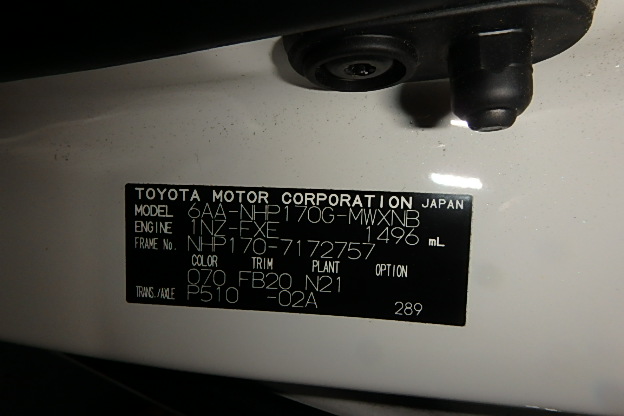 TOYOTA MOTOR CORPORATION JAPAN
MODEL 6AA-NHP170G-MWXNB
ENGINE 1NZ-FXE 1496 mL
FRAME No. NHP170-7172757
COLOR TRIM PLANT OPTION
070 FB20 N21
TRANS./AXLE P510 -02A
289